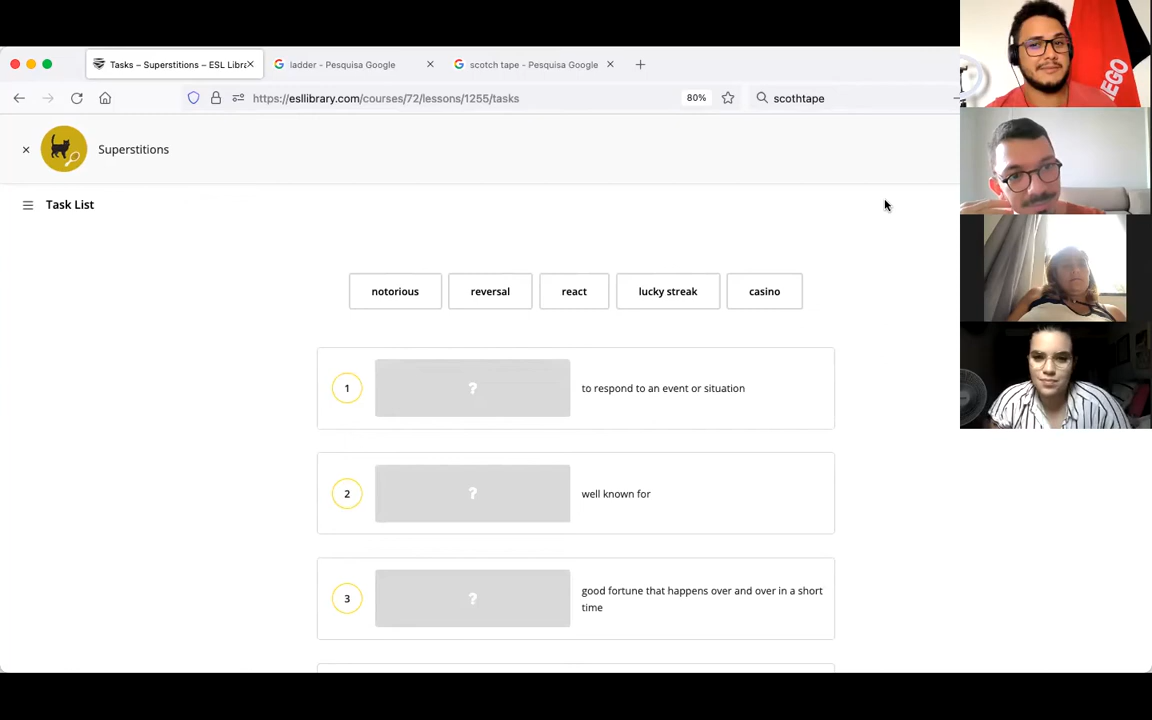 Tasks – Superstitions – ESL Libra
ladder - Pesquisa Google
scotch tape - Pesquisa Google
https://esllibrary.com/courses/72/lessons/1255/tasks
80%
scothtape
Superstitions
Task List
notorious
reversal
react
lucky streak
casino
1
?
to respond to an event or situation
2
?
well known for
3
?
good fortune that happens over and over in a short
time